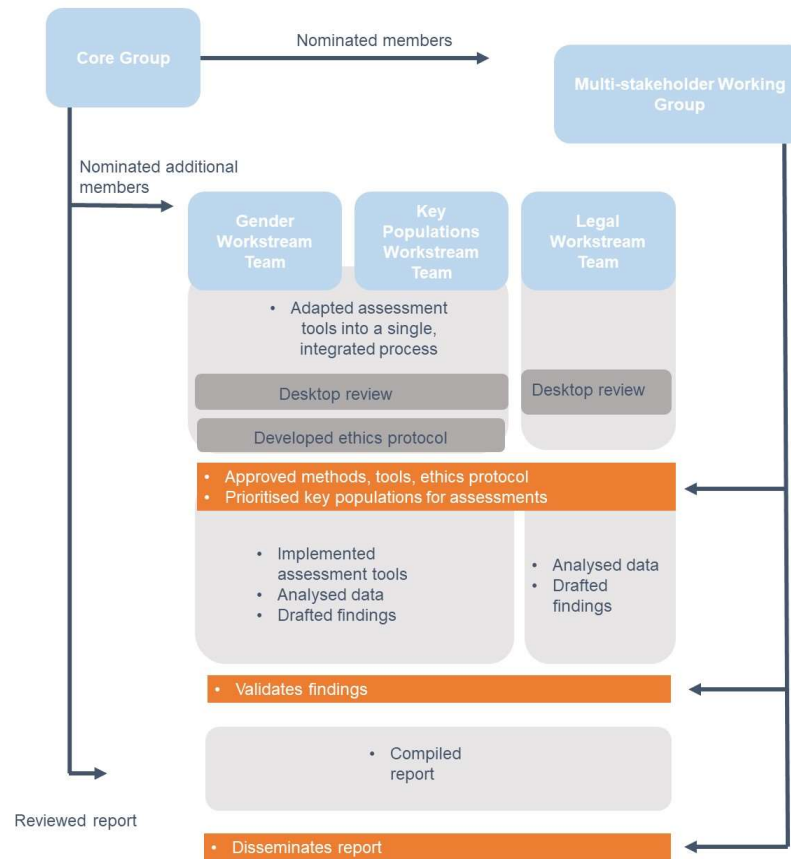 Nominated members
Core Group
Multi-stakeholder Working
Group
Nominated additional
members
Gender
Workstream
Team
Key
Populations
Workstream
Team
Legal
Workstream
Team
• Adapted assessment
tools into a single,
integrated process
Desktop review
Desktop review
Developed ethics protocol
• Approved methods, tools, ethics protocol
• Prioritised key populations for assessments
• Implemented
assessment tools
• Analysed data
• Drafted findings
• Analysed data
• Drafted
findings
• Validates findings
• Compiled
report
Reviewed report
• Disseminates report